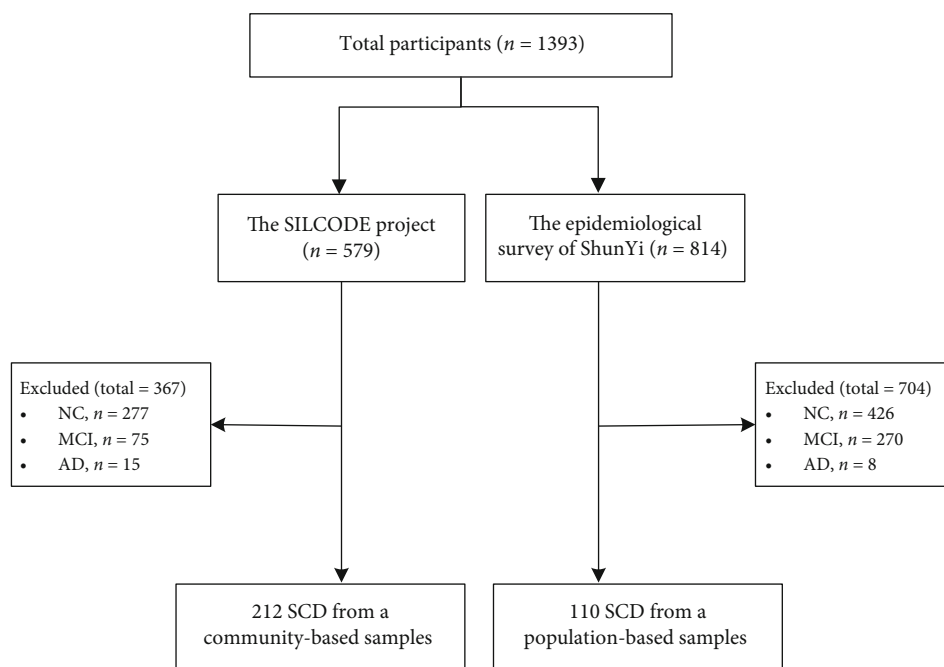 Total participants (n = 1393)
The SILCODE project
(n = 579)
The epidemiological
survey of ShunYi (n = 814)
Excluded (total = 367)
• NC, n = 277
• MCI, n = 75
• AD, n = 15
Excluded (total = 704)
• NC, n = 426
• MCI, n = 270
• AD, n = 8
212 SCD from a
community-based samples
110 SCD from a
population-based samples